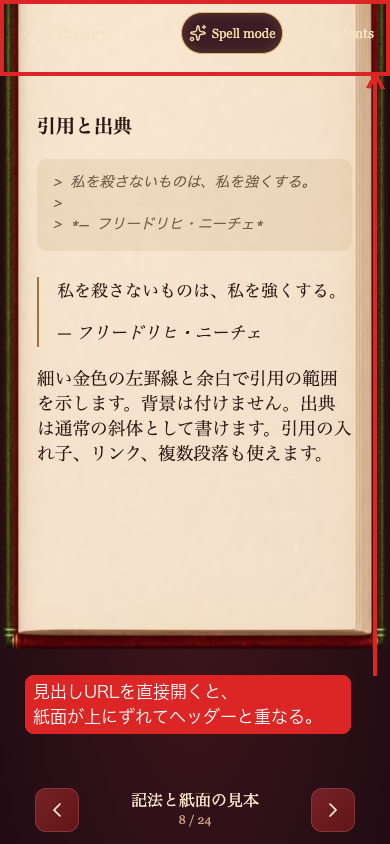 Library
Spell mode
引用と出典
> 私を殺さないものは、私を強くする。
>
> *— フリードリヒ・ニーチェ*
私を殺さないものは、私を強くする。
— フリードリヒ・ニーチェ
細い金色の左罫線と余白で引用の範囲
を示します。背景は付けません。出典
は通常の斜体として書けます。引用の入
れ子、リンク、複数段落も使えます。
見出しURLを直接開くと、
紙面が上にずれてヘッダーと重なる。
記法と紙面の見本
8 / 24